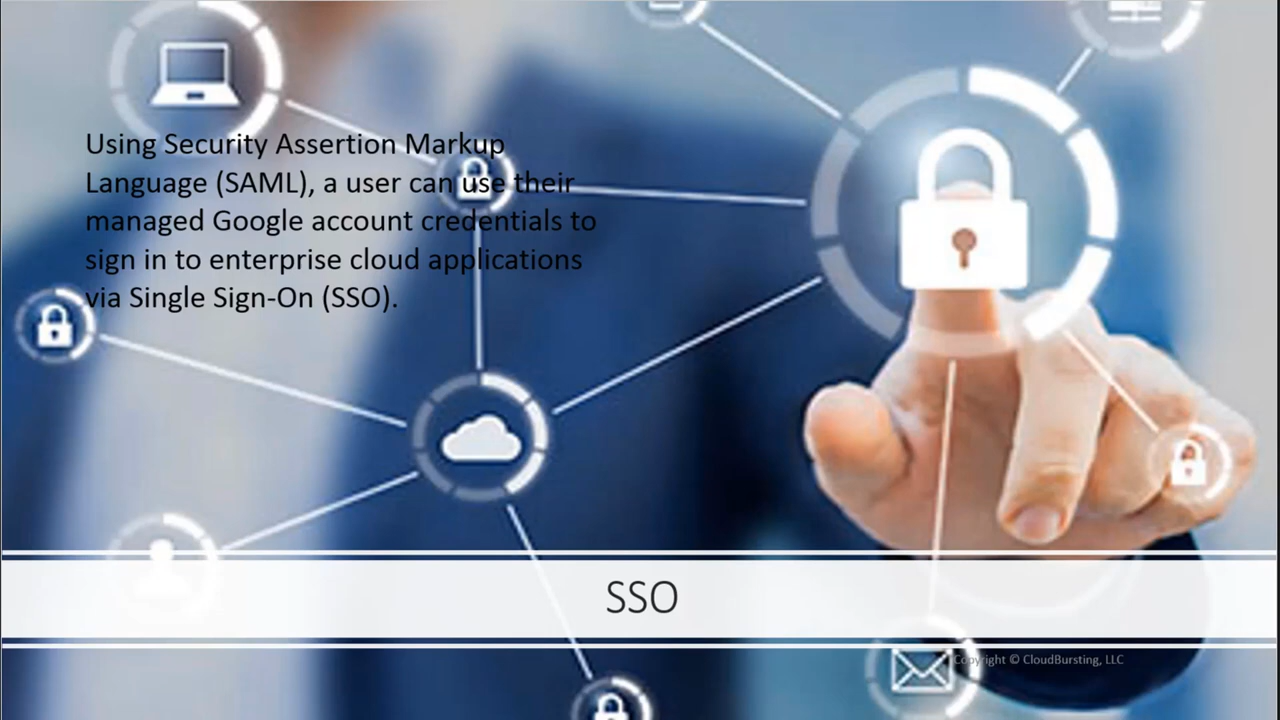 Using Security Assertion Markup
Language (SAML), a user can use their
managed Google account credentials to
sign in to enterprise cloud applications
via Single Sign-On (SSO).
SSO
Copyright © CloudBursting, LLC